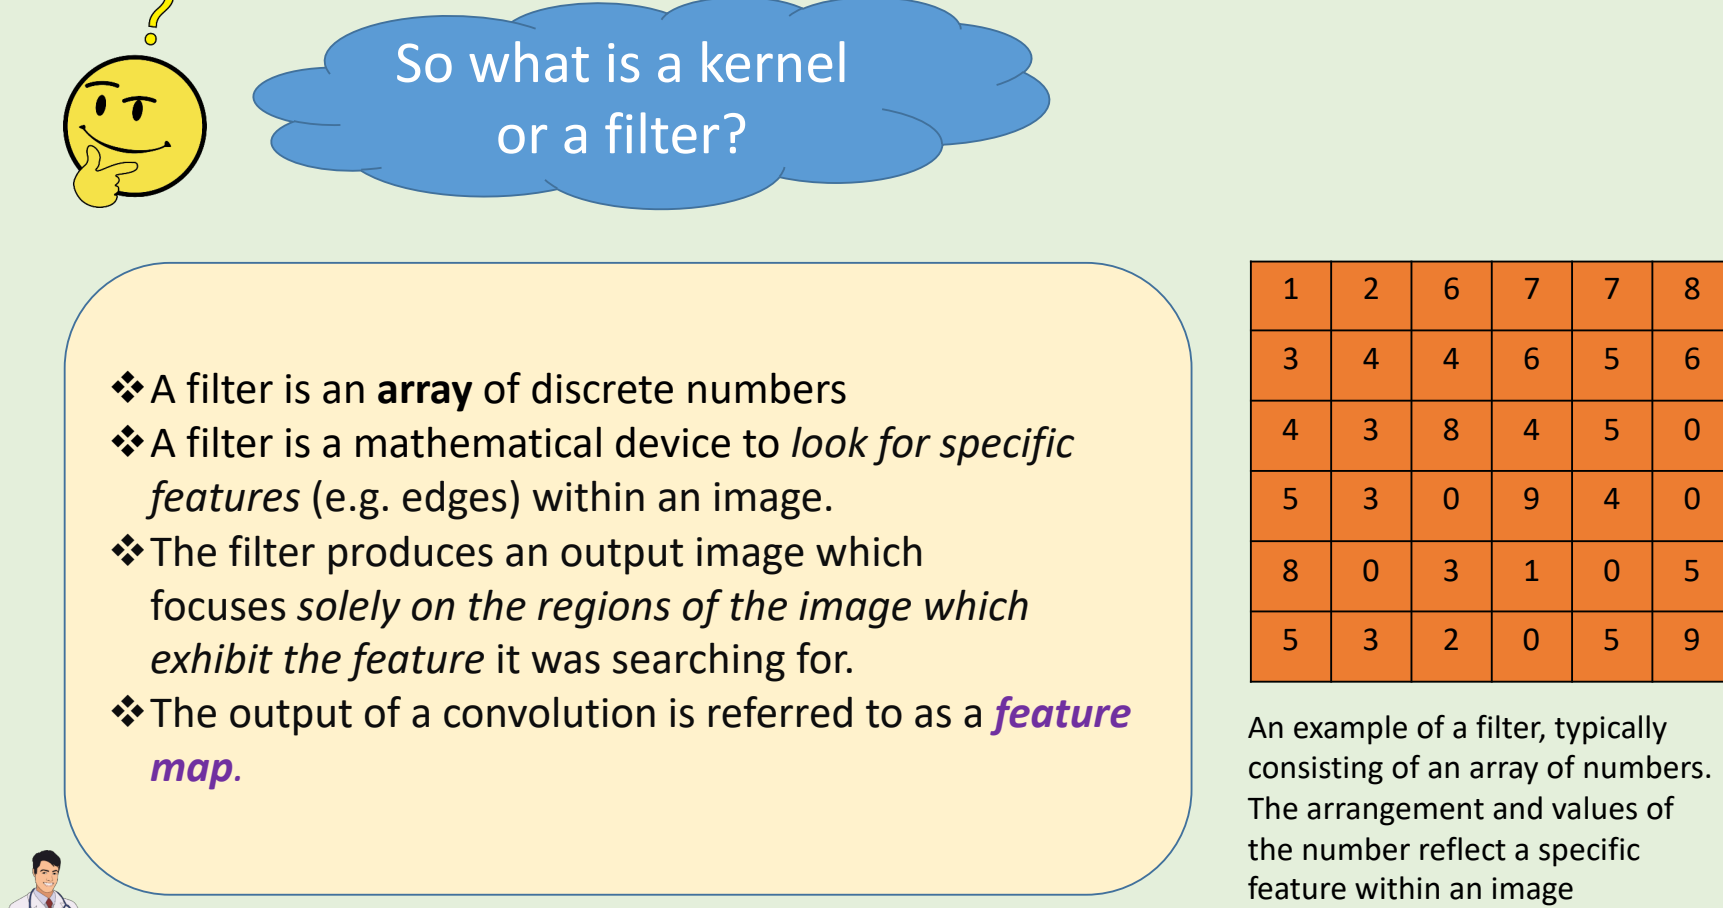 ?
So what is a kernel
or a filter?
❖A filter is an array of discrete numbers
❖A filter is a mathematical device to look for specific
features (e.g. edges) within an image.
❖The filter produces an output image which
focuses solely on the regions of the image which
exhibit the feature it was searching for.
❖The output of a convolution is referred to as a feature
map.
1 2 6 7 7 8
3 4 4 6 5 6
4 3 8 4 5 0
5 3 0 9 4 0
8 0 3 1 0 5
5 3 2 0 5 9
An example of a filter, typically
consisting of an array of numbers.
The arrangement and values of
the number reflect a specific
feature within an image